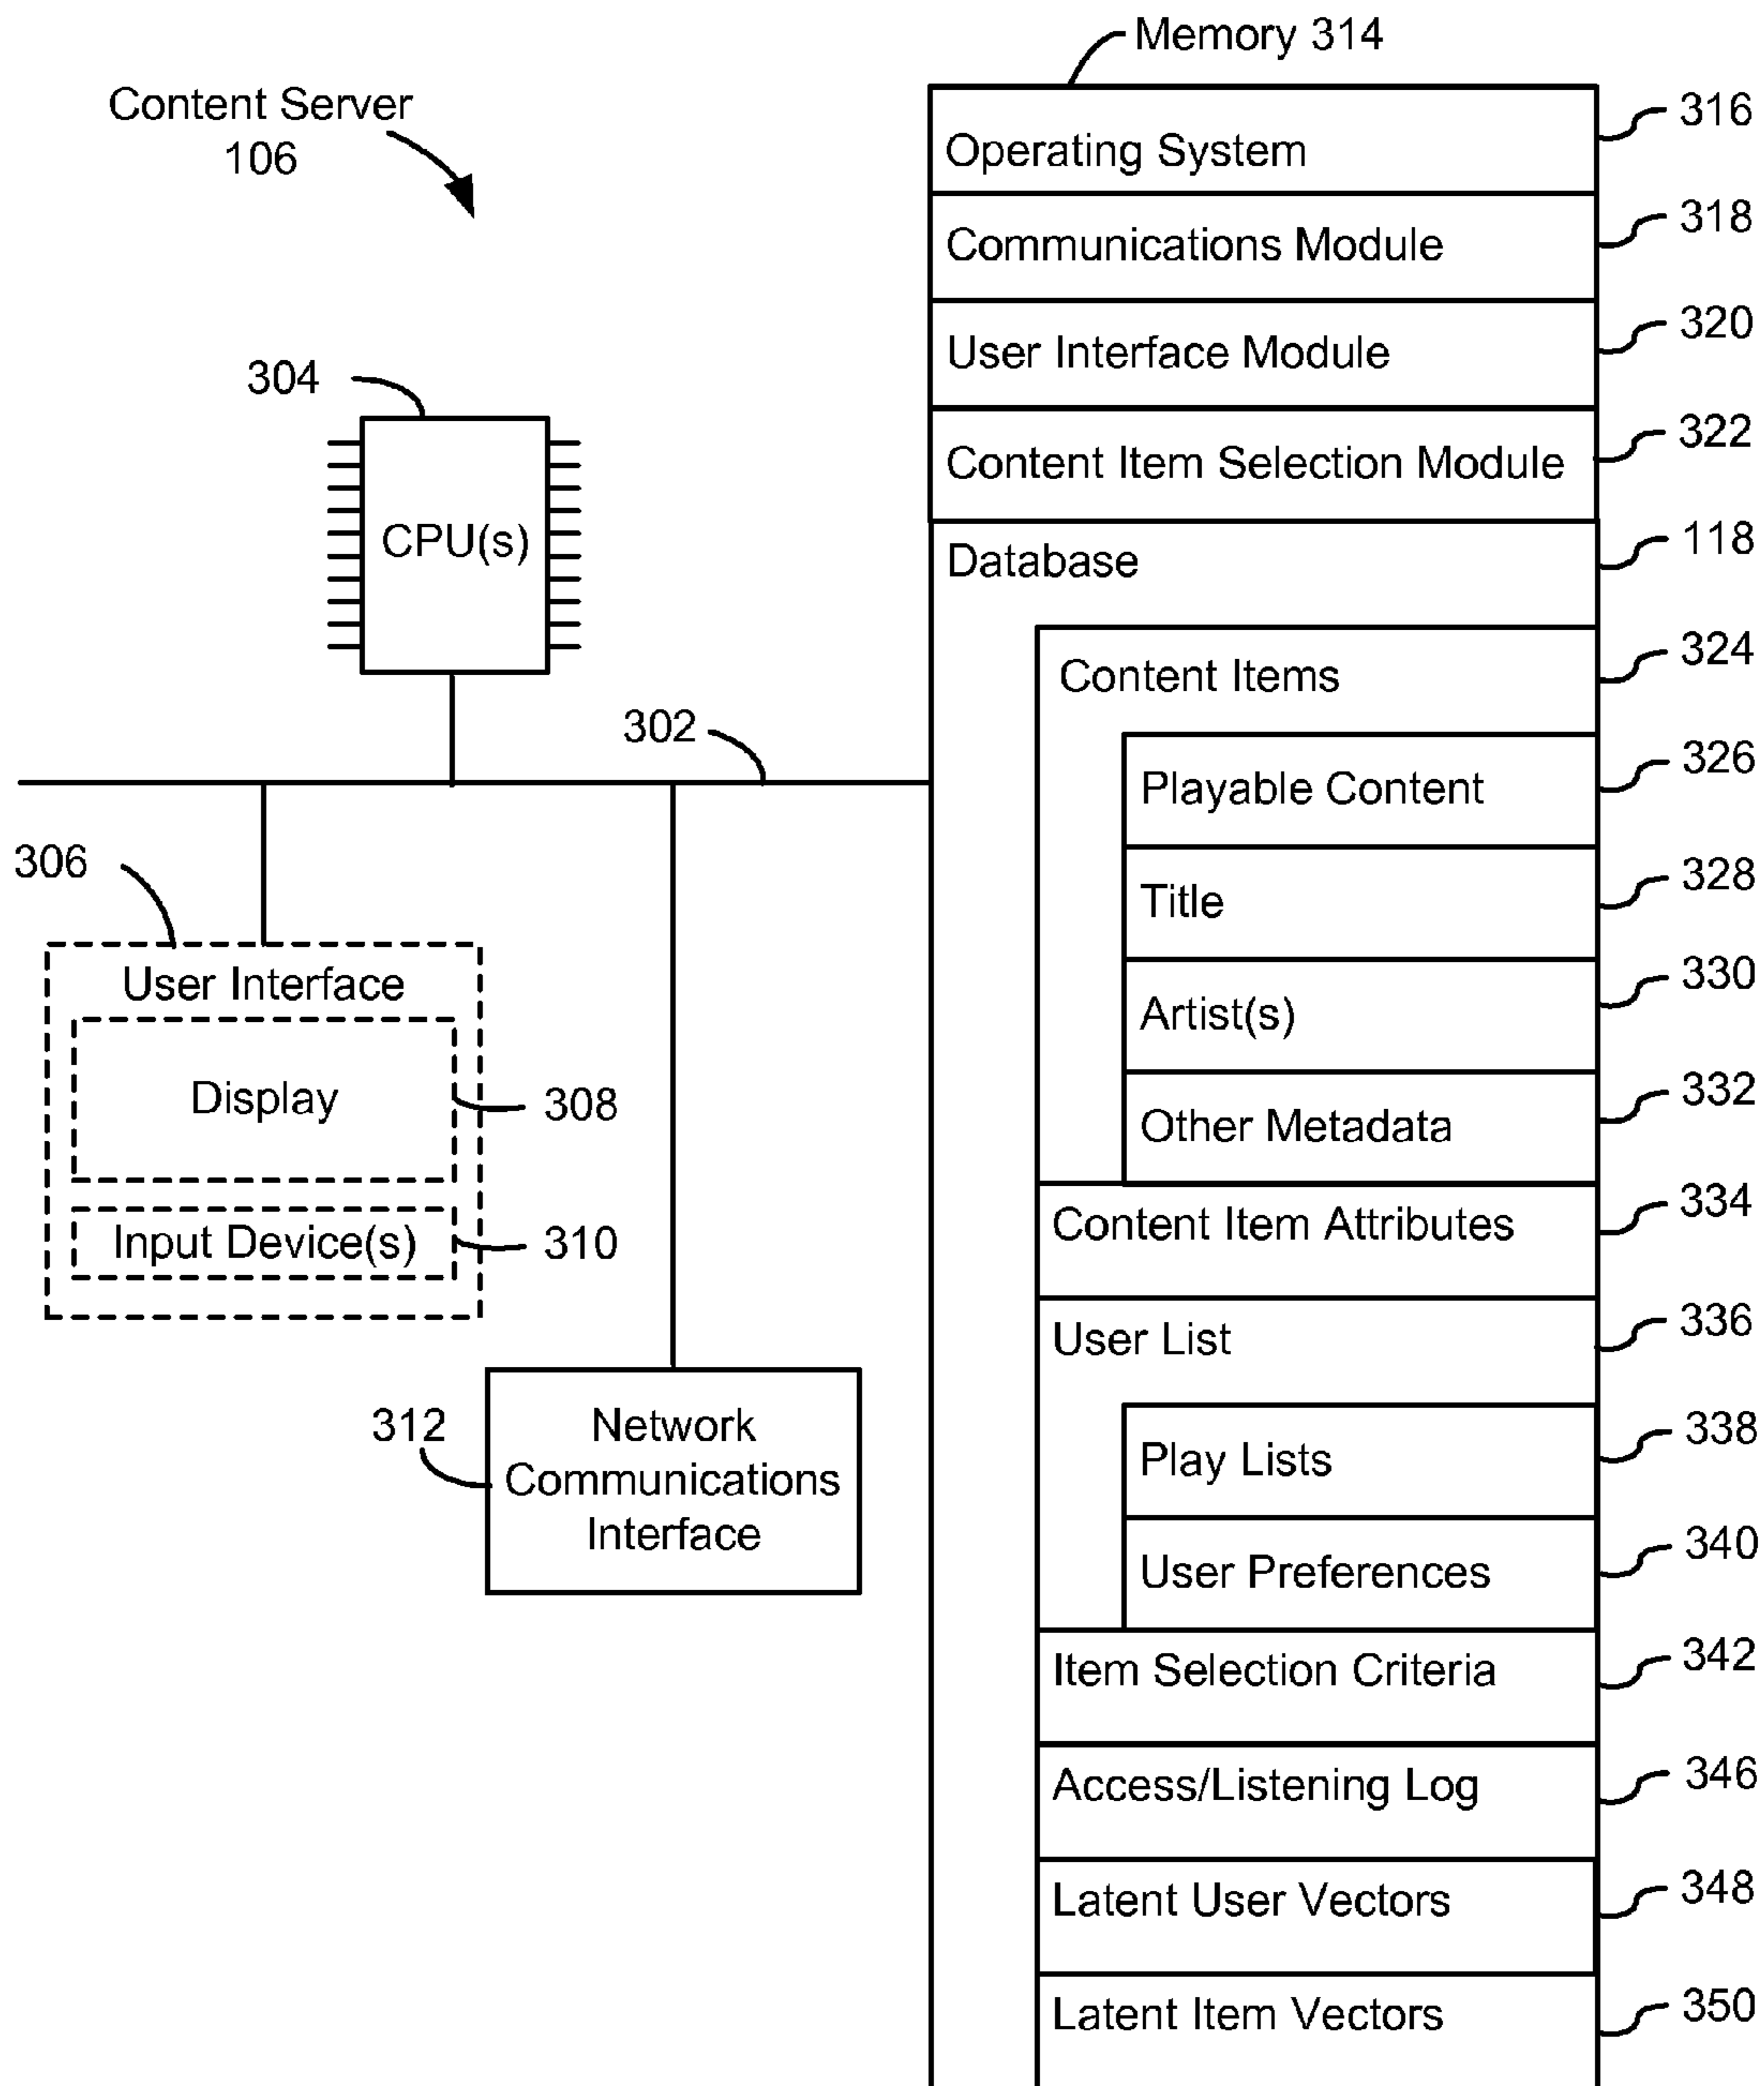 Memory 314
Content Server
106
Operating System
316
Communications Module
318
User Interface Module
320
Content Item Selection Module
322
Database
118
Content Items
324
Playable Content
326
Title
328
Artist(s)
330
Other Metadata
332
Content Item Attributes
334
User List
336
Play Lists
338
User Preferences
340
Item Selection Criteria
342
Access/Listening Log
346
Latent User Vectors
348
Latent Item Vectors
350
304
CPU(s)
302
306
User Interface
Display
308
Input Device(s)
310
312
Network
Communications
Interface